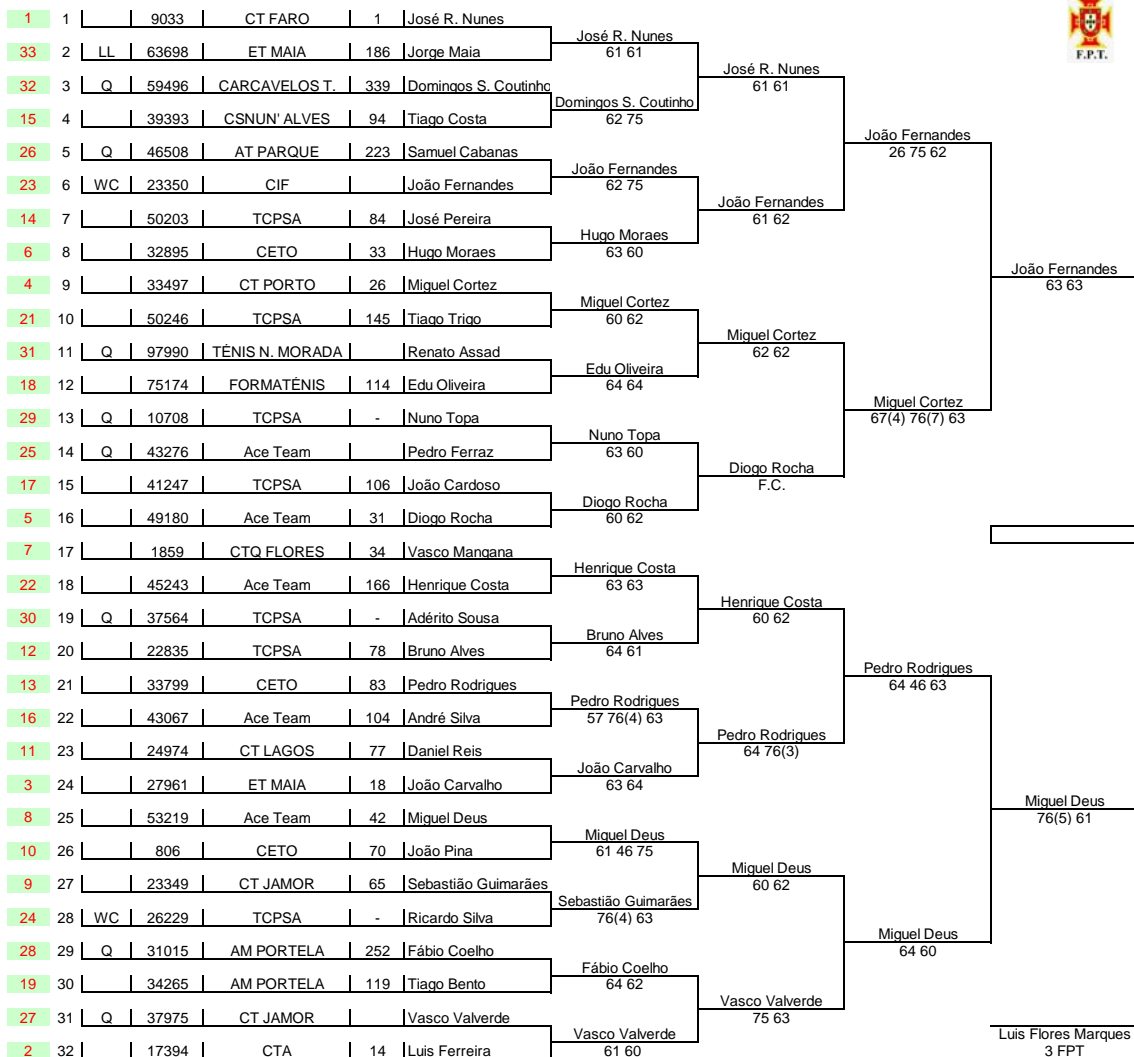 F.P.T.
1 1 9033 CT FARO 1 José R. Nunes
José R. Nunes
61 61
33 2 LL 63698 ET MAIA 186 Jorge Maia
José R. Nunes
61 61
32 3 Q 59496 CARCAVELOS T. 339 Domingos S. Coutinho
Domingos S. Coutinho
62 75
15 4 39393 CSNUN' ALVES 94 Tiago Costa
João Fernandes
26 75 62
26 5 Q 46508 AT PARQUE 223 Samuel Cabanas
João Fernandes
62 75
23 6 WC 23350 CIF João Fernandes
João Fernandes
61 62
14 7 50203 TCPSA 84 José Pereira
Hugo Moraes
63 60
6 8 32895 CETO 33 Hugo Moraes
João Fernandes
63 63
4 9 33497 CT PORTO 26 Miguel Cortez
Miguel Cortez
60 62
21 10 50246 TCPSA 145 Tiago Trigo
Miguel Cortez
62 62
31 11 Q 97990 TÉNIS N. MORADA Renato Assad
Edu Oliveira
64 64
18 12 75174 FORMATÉNIS 114 Edu Oliveira
Miguel Cortez
67(4) 76(7) 63
29 13 Q 10708 TCPSA - Nuno Topa
Nuno Topa
63 60
25 14 Q 43276 Ace Team Pedro Ferraz
Diogo Rocha
F.C.
17 15 41247 TCPSA 106 João Cardoso
Diogo Rocha
60 62
5 16 49180 Ace Team 31 Diogo Rocha
7 17 1859 CTQ FLORES 34 Vasco Mangana
Henrique Costa
63 63
22 18 45243 Ace Team 166 Henrique Costa
Henrique Costa
60 62
30 19 Q 37564 TCPSA - Adérito Sousa
Bruno Alves
64 61
12 20 22835 TCPSA 78 Bruno Alves
Pedro Rodrigues
64 46 63
13 21 33799 CETO 83 Pedro Rodrigues
Pedro Rodrigues
57 76(4) 63
16 22 43067 Ace Team 104 André Silva
Pedro Rodrigues
64 76(3)
11 23 24974 CT LAGOS 77 Daniel Reis
João Carvalho
63 64
3 24 27961 ET MAIA 18 João Carvalho
Miguel Deus
76(5) 61
8 25 53219 Ace Team 42 Miguel Deus
Miguel Deus
61 46 75
10 26 806 CETO 70 João Pina
Miguel Deus
60 62
9 27 23349 CT JAMOR 65 Sebastião Guimarães
Sebastião Guimarães
76(4) 63
24 28 WC 26229 TCPSA - Ricardo Silva
Miguel Deus
64 60
28 29 Q 31015 AM PORTELA 252 Fábio Coelho
Fábio Coelho
64 62
19 30 34265 AM PORTELA 119 Tiago Bento
Vasco Valverde
75 63
27 31 Q 37975 CT JAMOR Vasco Valverde
Vasco Valverde
61 60
2 32 17394 CTA 14 Luis Ferreira
Luis Flores Marques
3 FPT